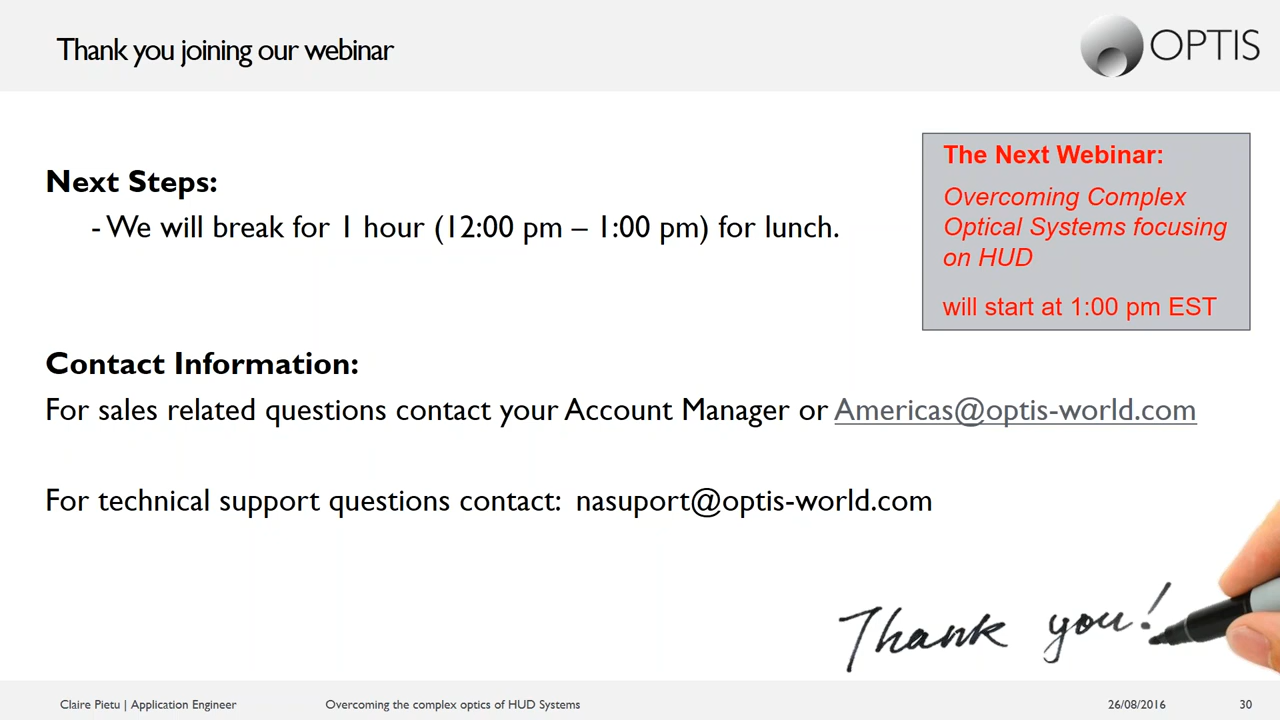 Thank you joining our webinar
OPTIS
Next Steps:
- We will break for 1 hour (12:00 pm – 1:00 pm) for lunch.
The Next Webinar:
Overcoming Complex
Optical Systems focusing
on HUD
will start at 1:00 pm EST
Contact Information:
For sales related questions contact your Account Manager or Americas@optis-world.com
For technical support questions contact: nasuport@optis-world.com
Thank you!
Claire Pietu | Application Engineer
Overcoming the complex optics of HUD Systems
26/08/2016
30